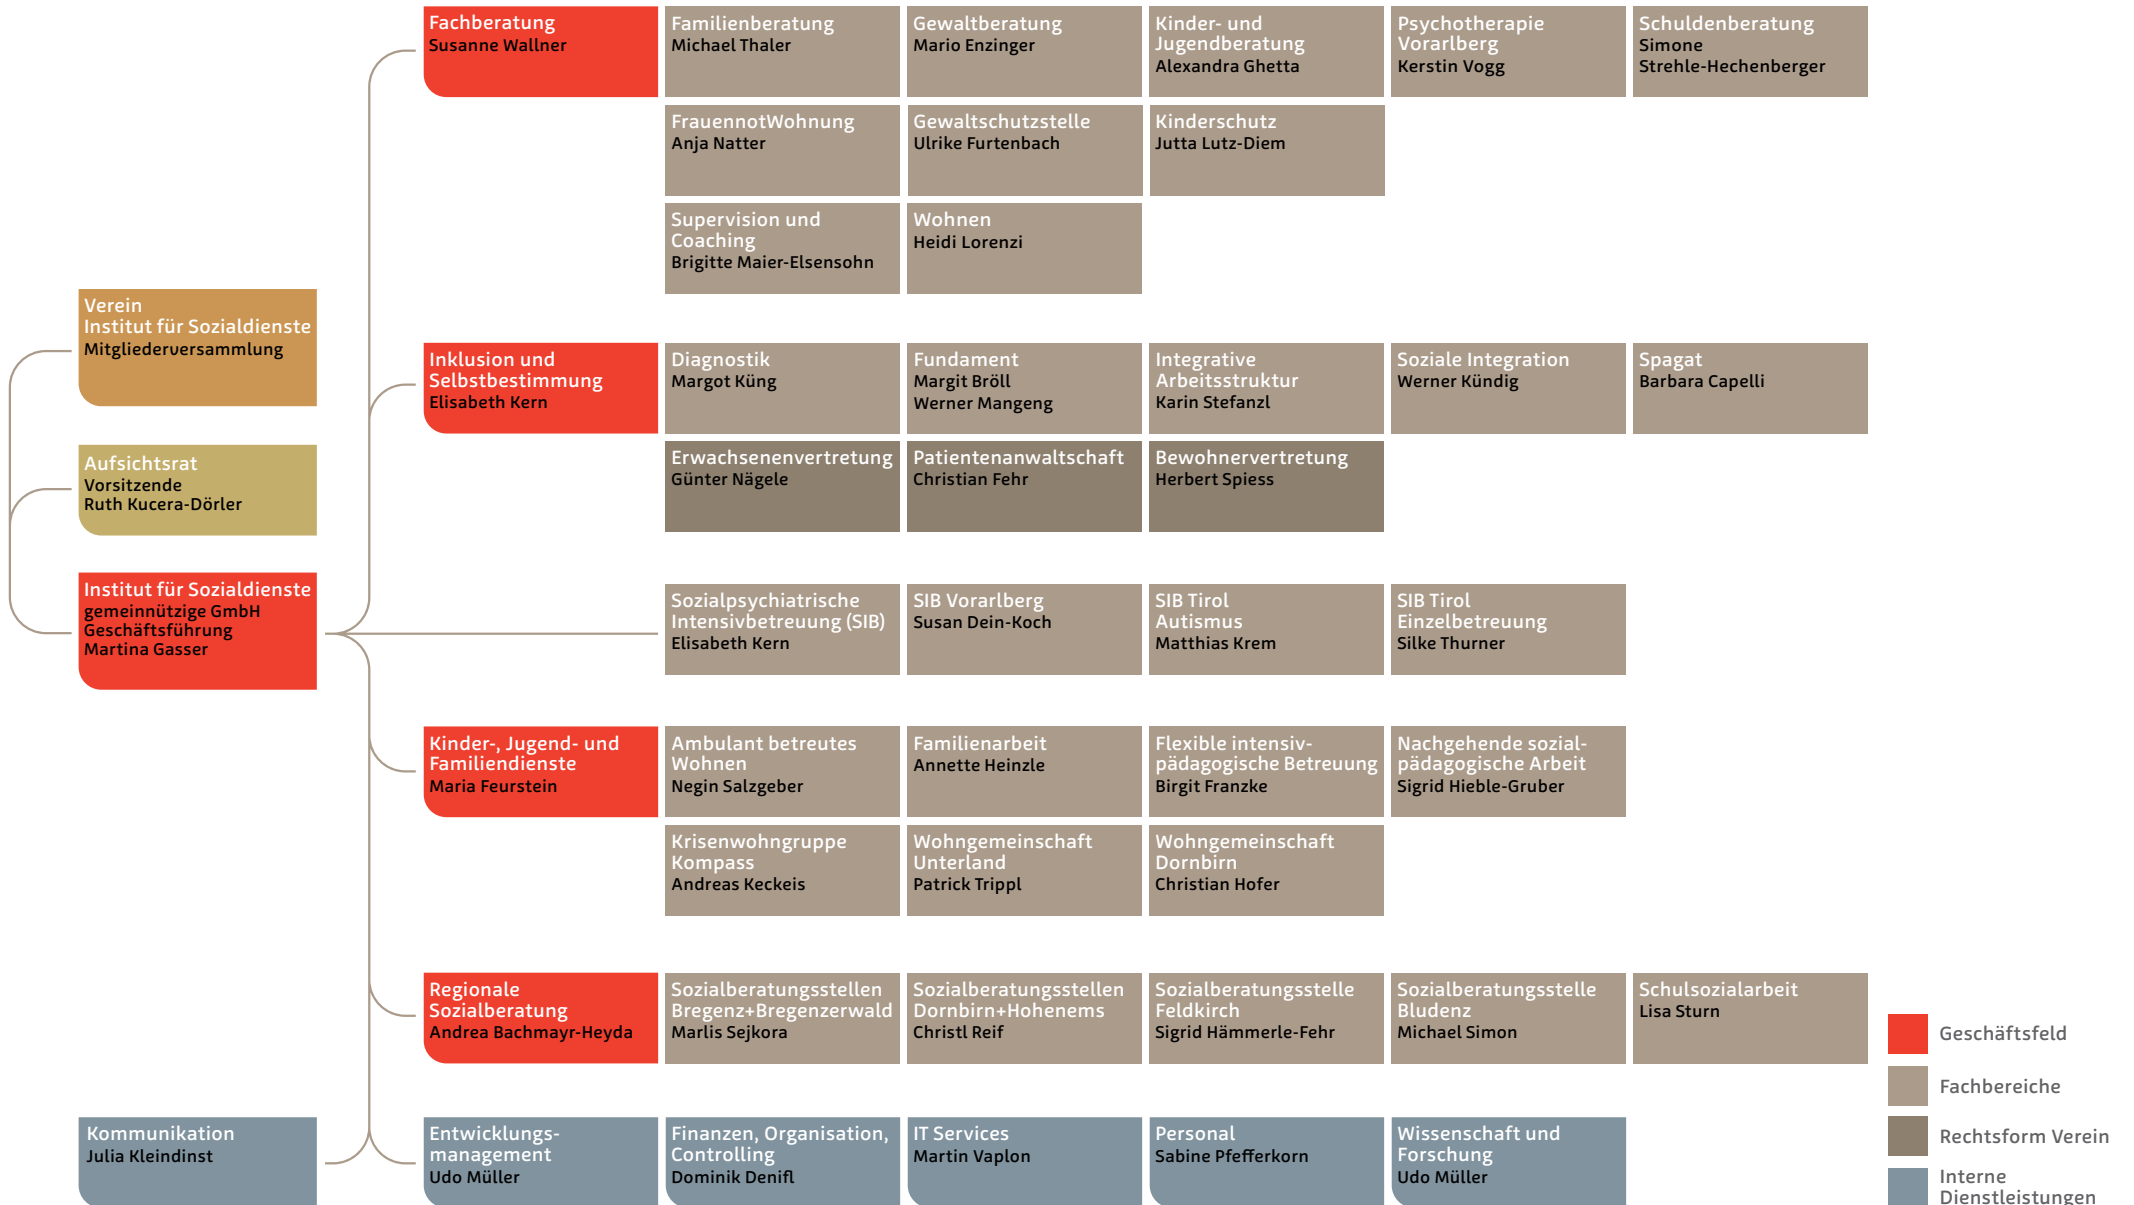 Fachberatung
Susanne Wallner
Familienberatung
Michael Thaler
Gewaltberatung
Mario Enzinger
Kinder- und
Jugendberatung
Alexandra Ghetta
Psychotherapie
Vorarlberg
Kerstin Vogg
Schuldenberatung
Simone
Strehle-Hechenberger
FrauennotWohnung
Anja Natter
Gewaltschutzstelle
Ulrike Furtenbach
Kinderschutz
Jutta Lutz-Diem
Supervision und
Coaching
Brigitte Maier-Elsensohn
Wohnen
Heidi Lorenzi
Verein
Institut für Sozialdienste
Mitgliederversammlung
Inklusion und
Selbstbestimmung
Elisabeth Kern
Diagnostik
Margot Küng
Fundament
Margit Bröll
Werner Mangeng
Integrative
Arbeitsstruktur
Karin Stefanzl
Soziale Integration
Werner Kündig
Spagat
Barbara Capelli
Aufsichtsrat
Vorsitzende
Ruth Kucera-Dörler
Erwachsenenvertretung
Günter Nägele
Patientenanwaltschaft
Christian Fehr
Bewohnervertretung
Herbert Spiess
Institut für Sozialdienste
gemeinnützige GmbH
Geschäftsführung
Martina Gasser
Sozialpsychiatrische
Intensivbetreuung (SIB)
Elisabeth Kern
SIB Vorarlberg
Susan Dein-Koch
SIB Tirol
Autismus
Matthias Krem
SIB Tirol
Einzelbetreuung
Silke Thurner
Kinder-, Jugend- und
Familiendienste
Maria Feurstein
Ambulant betreutes
Wohnen
Negin Salzgeber
Familienarbeit
Annette Heinzle
Flexible intensiv-
pädagogische Betreuung
Birgit Franzke
Nachgehende sozial-
pädagogische Arbeit
Sigrid Hieble-Gruber
Krisenwohngruppe
Kompass
Andreas Keckeis
Wohngemeinschaft
Unterland
Patrick Trippl
Wohngemeinschaft
Dornbirn
Christian Hofer
Regionale
Sozialberatung
Andrea Bachmayr-Heyda
Sozialberatungsstellen
Bregenz+Bregenzerwald
Marlis Sejkora
Sozialberatungsstellen
Dornbirn+Hohenems
Christl Reif
Sozialberatungsstelle
Feldkirch
Sigrid Hämmerle-Fehr
Sozialberatungsstelle
Bludenz
Michael Simon
Schulsozialarbeit
Lisa Sturn
Kommunikation
Julia Kleindinst
Entwicklungs-
management
Udo Müller
Finanzen, Organisation,
Controlling
Dominik Denifl
IT Services
Martin Vaplon
Personal
Sabine Pfefferkorn
Wissenschaft und
Forschung
Udo Müller
Geschäftsfeld
Fachbereiche
Rechtsform Verein
Interne
Dienstleistungen